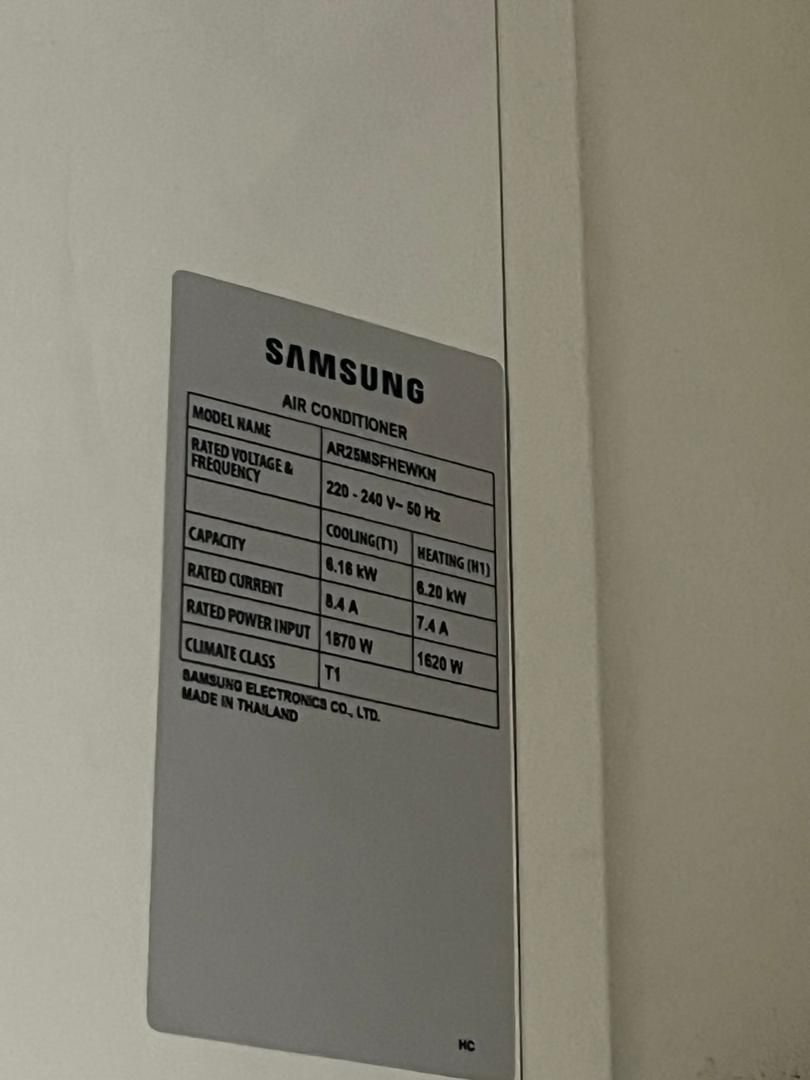 SAMSUNG
AIR CONDITIONER
MODEL NAME AR25MSFHEWKN
RATED VOLTAGE & FREQUENCY 220 - 240 V~ 50 Hz
COOLING(T1) HEATING (H1)
CAPACITY 6.16 kW 6.20 kW
RATED CURRENT 8.4 A 7.4 A
RATED POWER INPUT 1870 W 1620 W
CLIMATE CLASS T1
SAMSUNG ELECTRONICS CO., LTD.
MADE IN THAILAND
HC